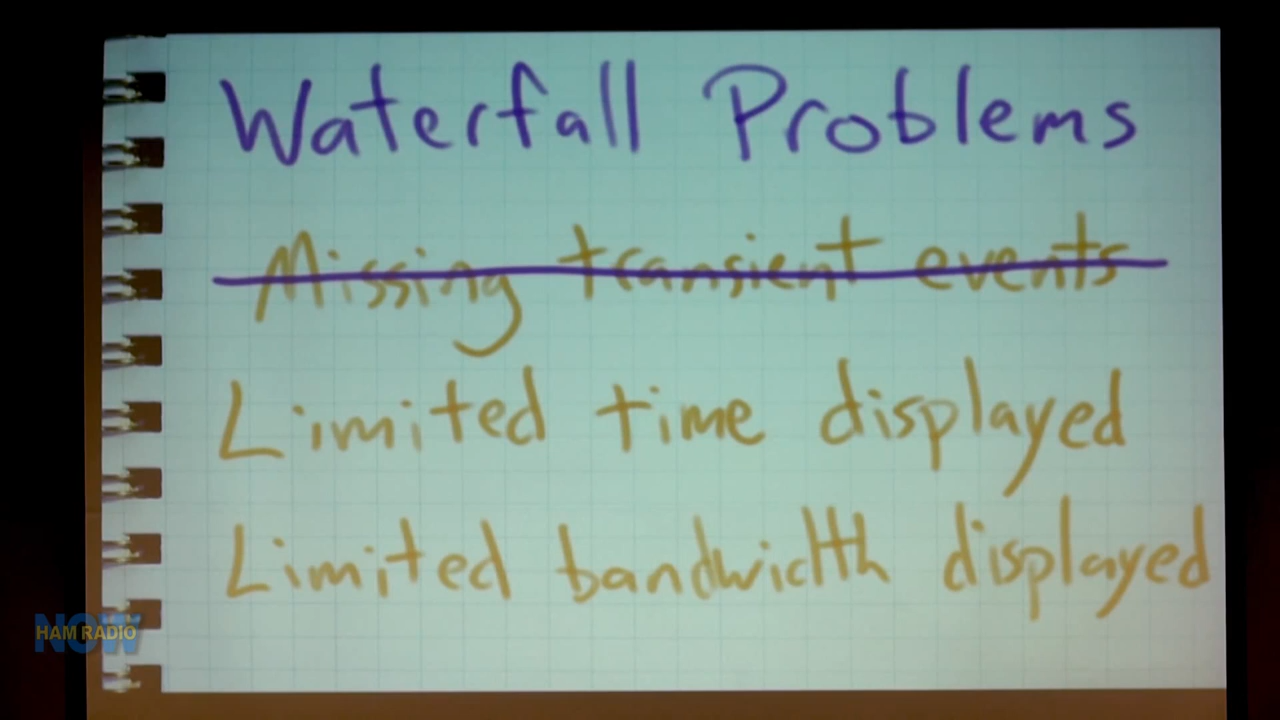 Waterfall Problems
Missing transient events
Limited time displayed
Limited bandwidth displayed
HAM RADIO
NOW